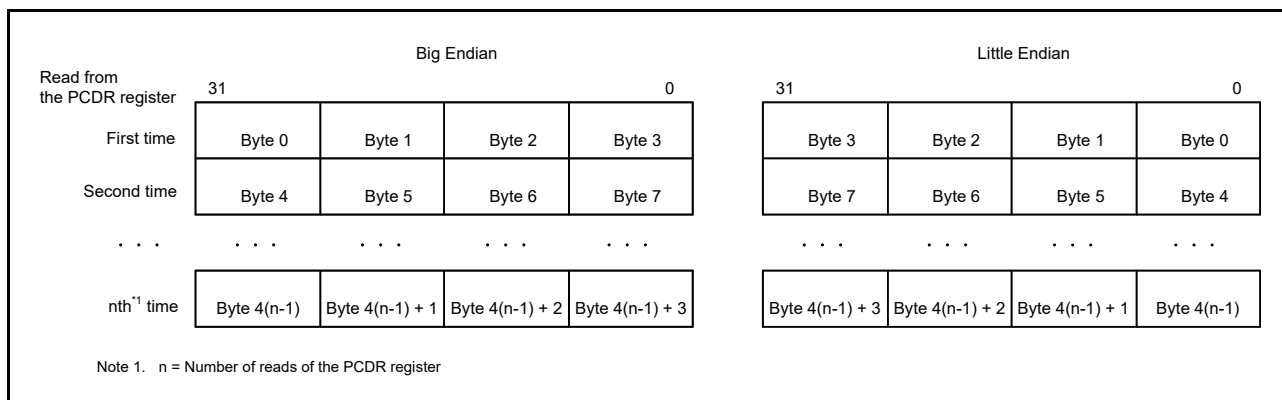 Big Endian Little Endian
Read from
the PCDR register
31 0 31 0
First time Byte 0 Byte 1 Byte 2 Byte 3 Byte 3 Byte 2 Byte 1 Byte 0
Second time Byte 4 Byte 5 Byte 6 Byte 7 Byte 7 Byte 6 Byte 5 Byte 4
. . . . . . . . . . . . . . . . . . . . . . . . . . .
nth*1 time Byte 4(n-1) Byte 4(n-1) + 1 Byte 4(n-1) + 2 Byte 4(n-1) + 3 Byte 4(n-1) + 3 Byte 4(n-1) + 2 Byte 4(n-1) + 1 Byte 4(n-1)
Note 1. n = Number of reads of the PCDR register